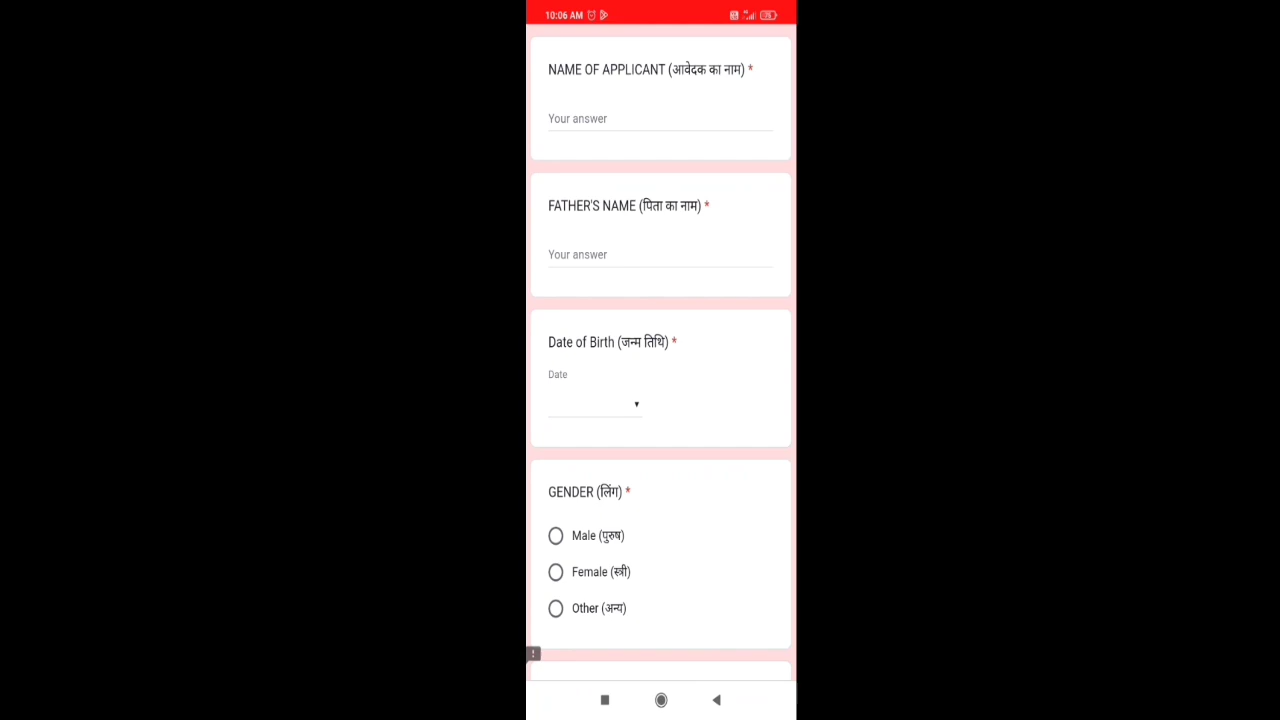 10:06 AM
NAME OF APPLICANT (आवेदक का नाम) *
Your answer
FATHER'S NAME (पिता का नाम) *
Your answer
Date of Birth (जन्म तिथि) *
Date
GENDER (लिंग) *
Male (पुरुष)
Female (स्त्री)
Other (अन्य)